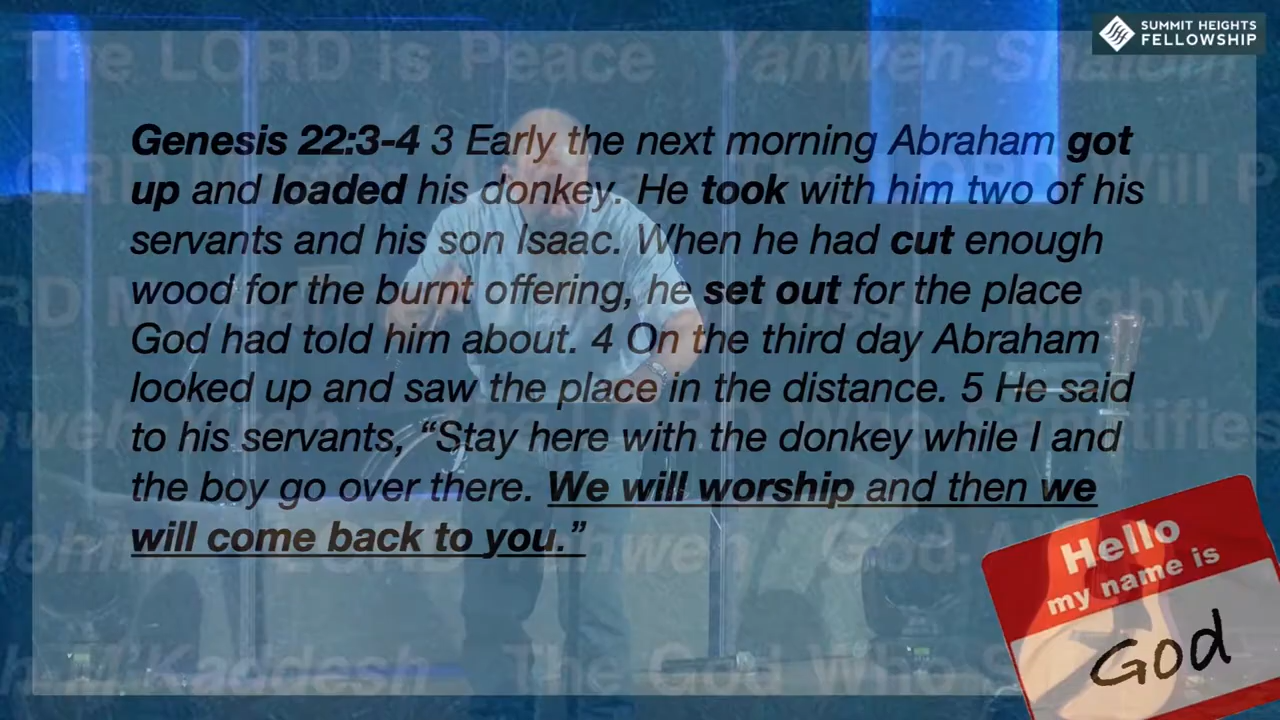 SUMMIT HEIGHTS
FELLOWSHIP
The LORD is Peace Yahweh-Shalom
Genesis 22:3-4 3 Early the next morning Abraham got
up and loaded his donkey. He took with him two of his
servants and his son Isaac. When he had cut enough
wood for the burnt offering, he set out for the place
God had told him about. 4 On the third day Abraham
looked up and saw the place in the distance. 5 He said
to his servants, “Stay here with the donkey while I and
the boy go over there. We will worship and then we
will come back to you.”
Hello
my name is
God
The God Who